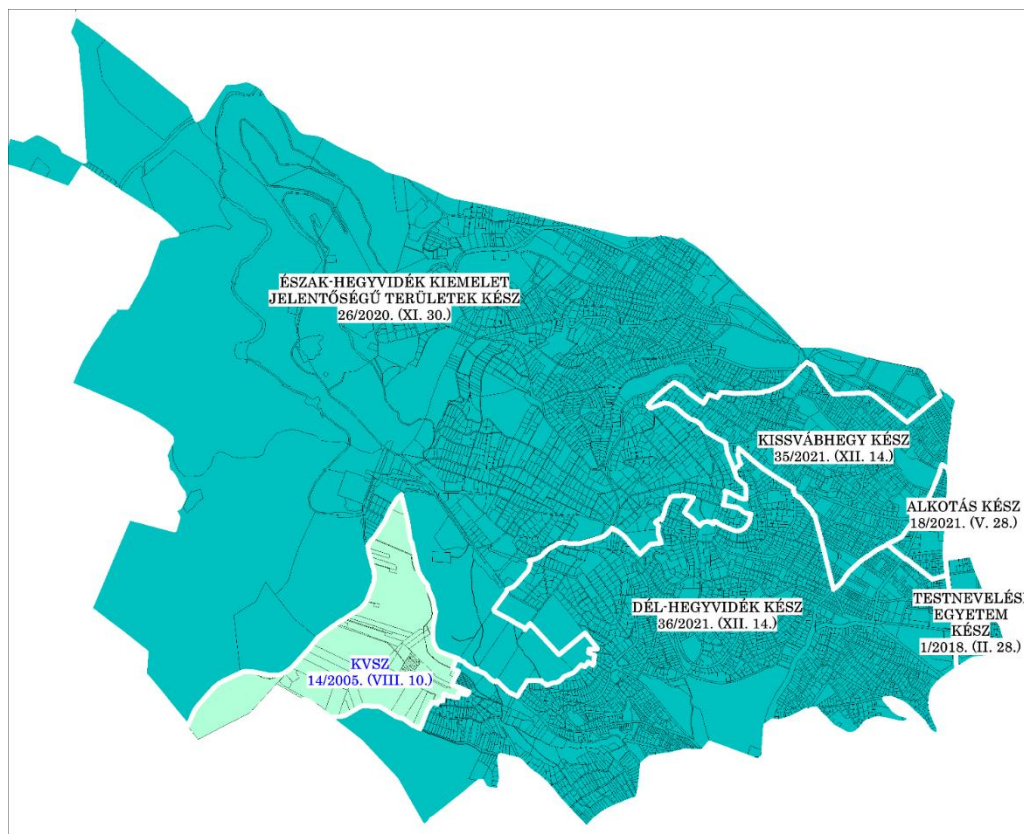 ÉSZAK-HEGYVIDÉK KIEMELET
JELENTŐSÉGŰ TERÜLETEK KÉSZ
26/2020. (XI. 30.)
KISSVÁBHEGY KÉSZ
35/2021. (XII. 14.)
ALKOTÁS KÉSZ
18/2021. (V. 28.)
TESTNEVELÉSI
EGYETEM
KÉSZ
1/2018. (II. 28.)
DÉL-HEGYVIDÉK KÉSZ
36/2021. (XII. 14.)
KVSZ
14/2005. (VIII. 10.)